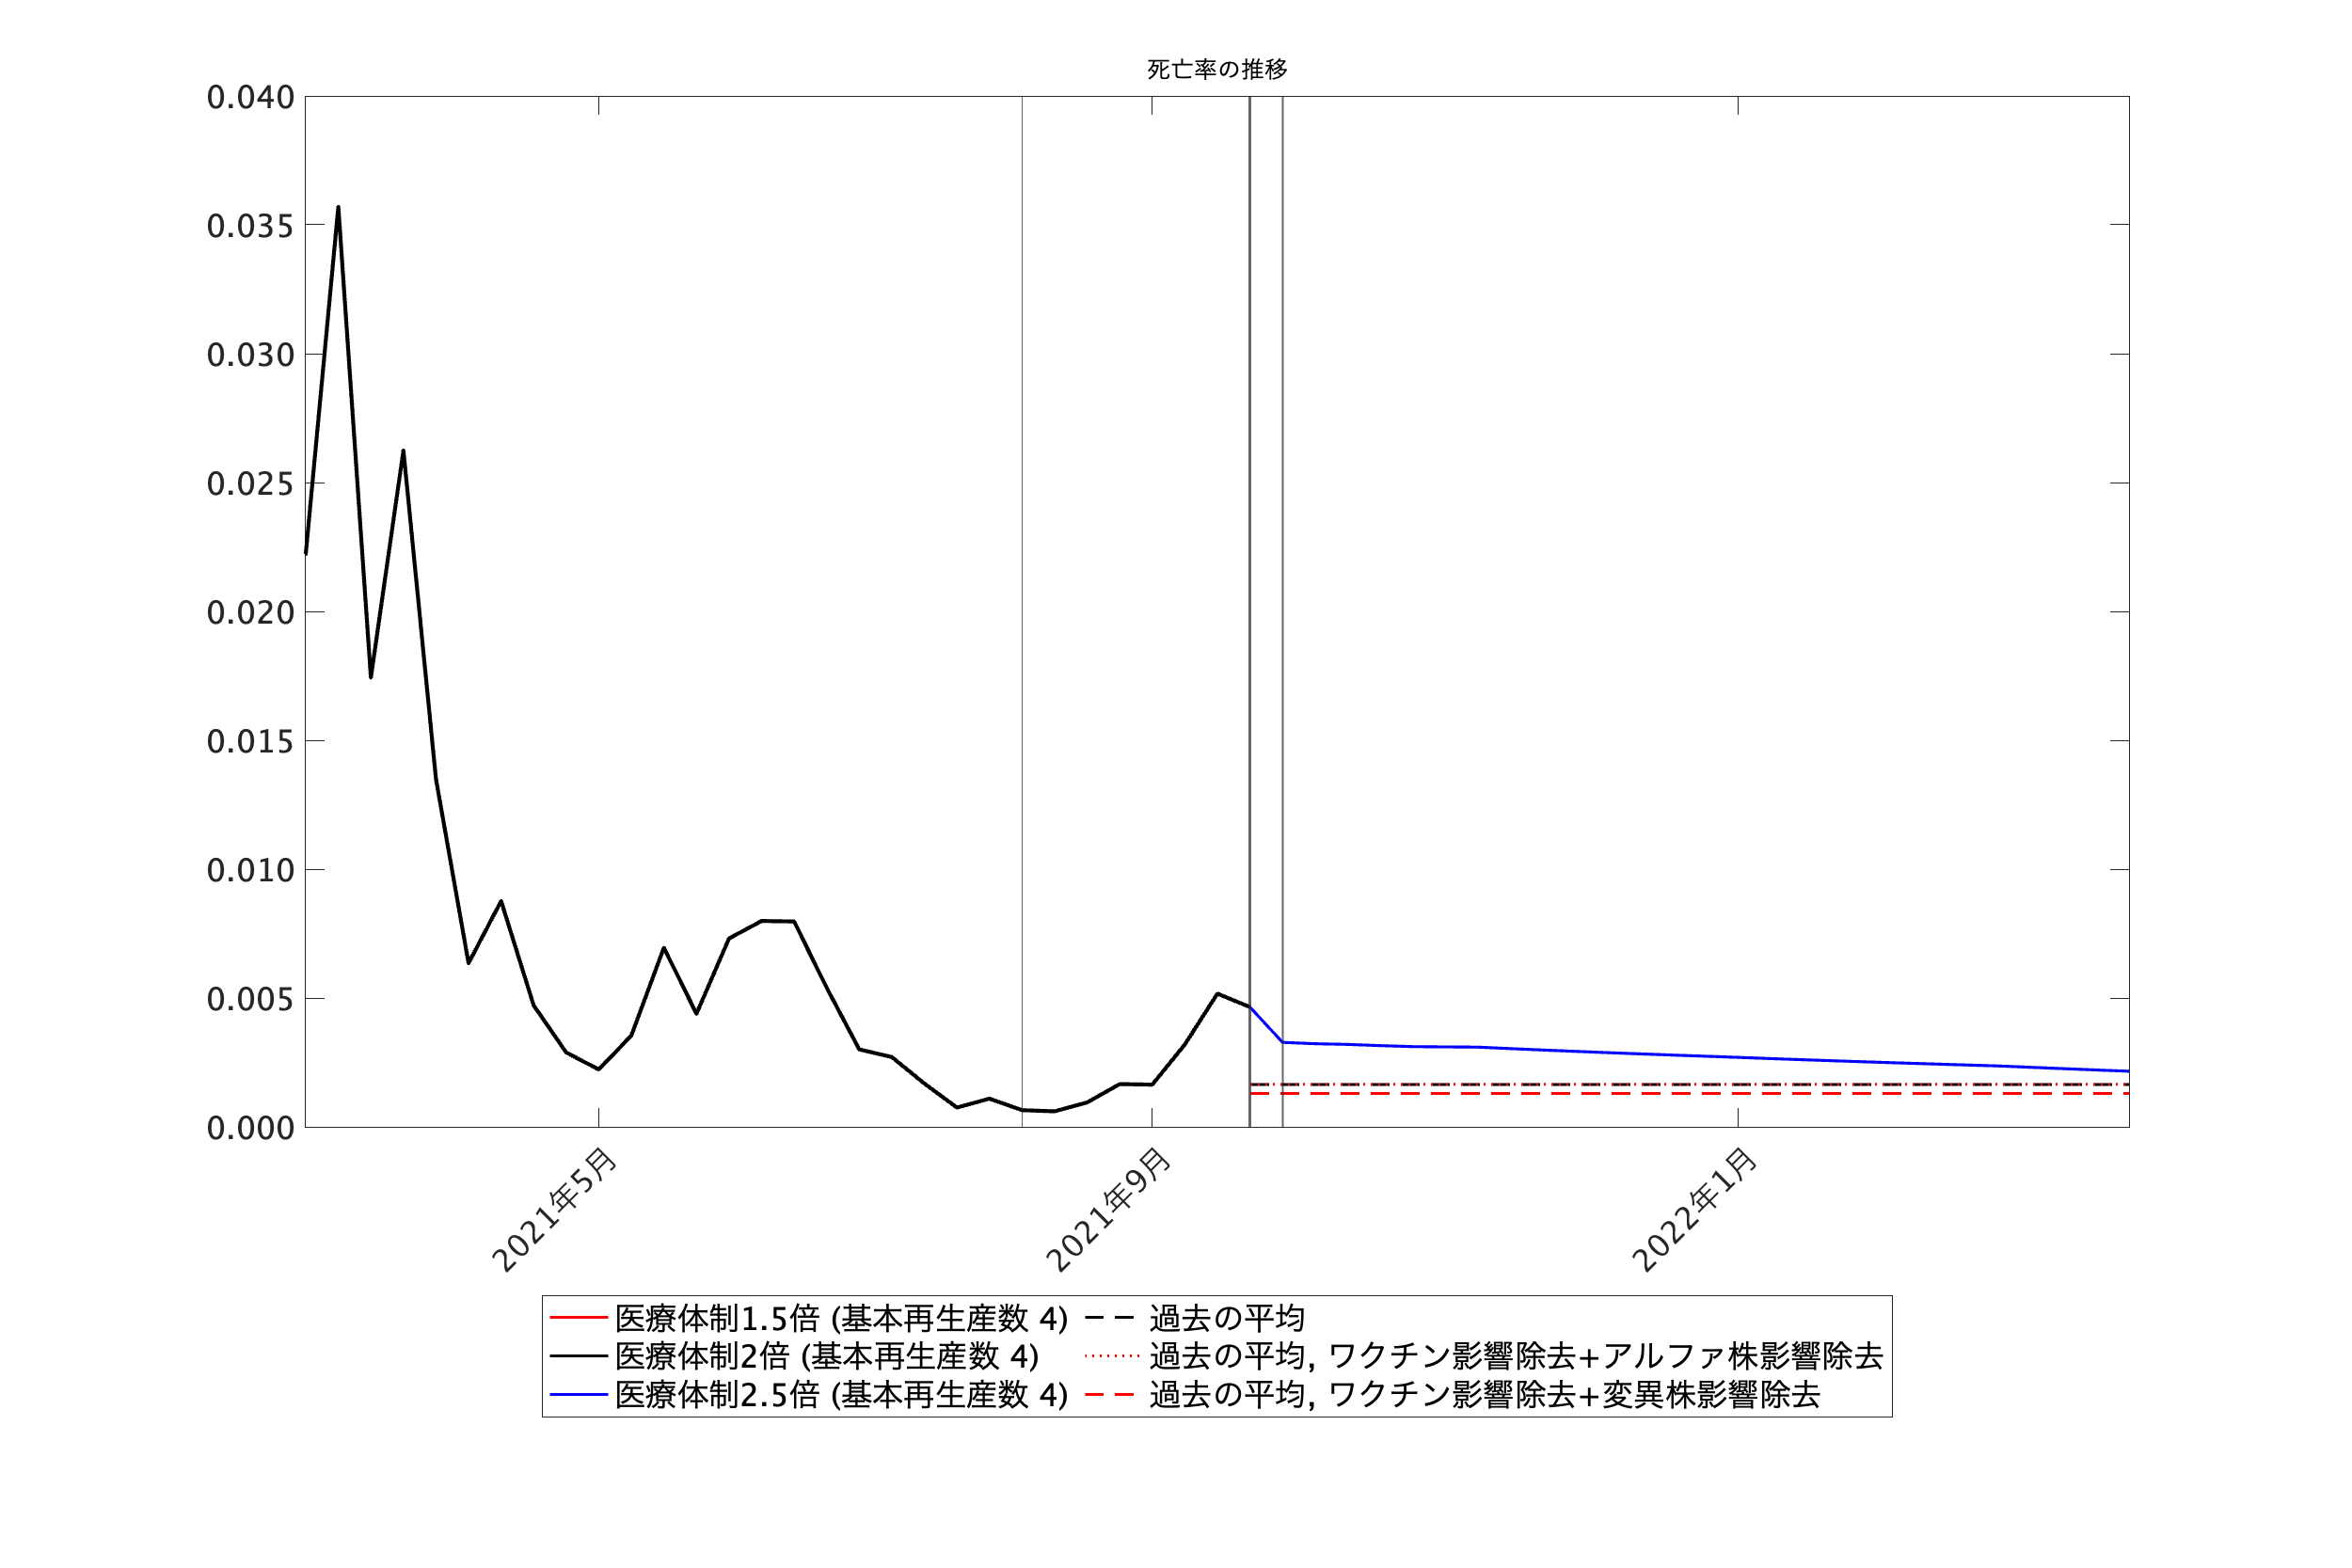 死亡率の推移
0.040
0.035
0.030
0.025
0.020
0.015
0.010
0.005
0.000
2021年5月
2021年9月
2022年1月
医療体制1.5倍 (基本再生産数 4)
医療体制2倍 (基本再生産数 4)
医療体制2.5倍 (基本再生産数 4)
過去の平均
過去の平均, ワクチン影響除去+アルファ株影響除去
過去の平均, ワクチン影響除去+変異株影響除去